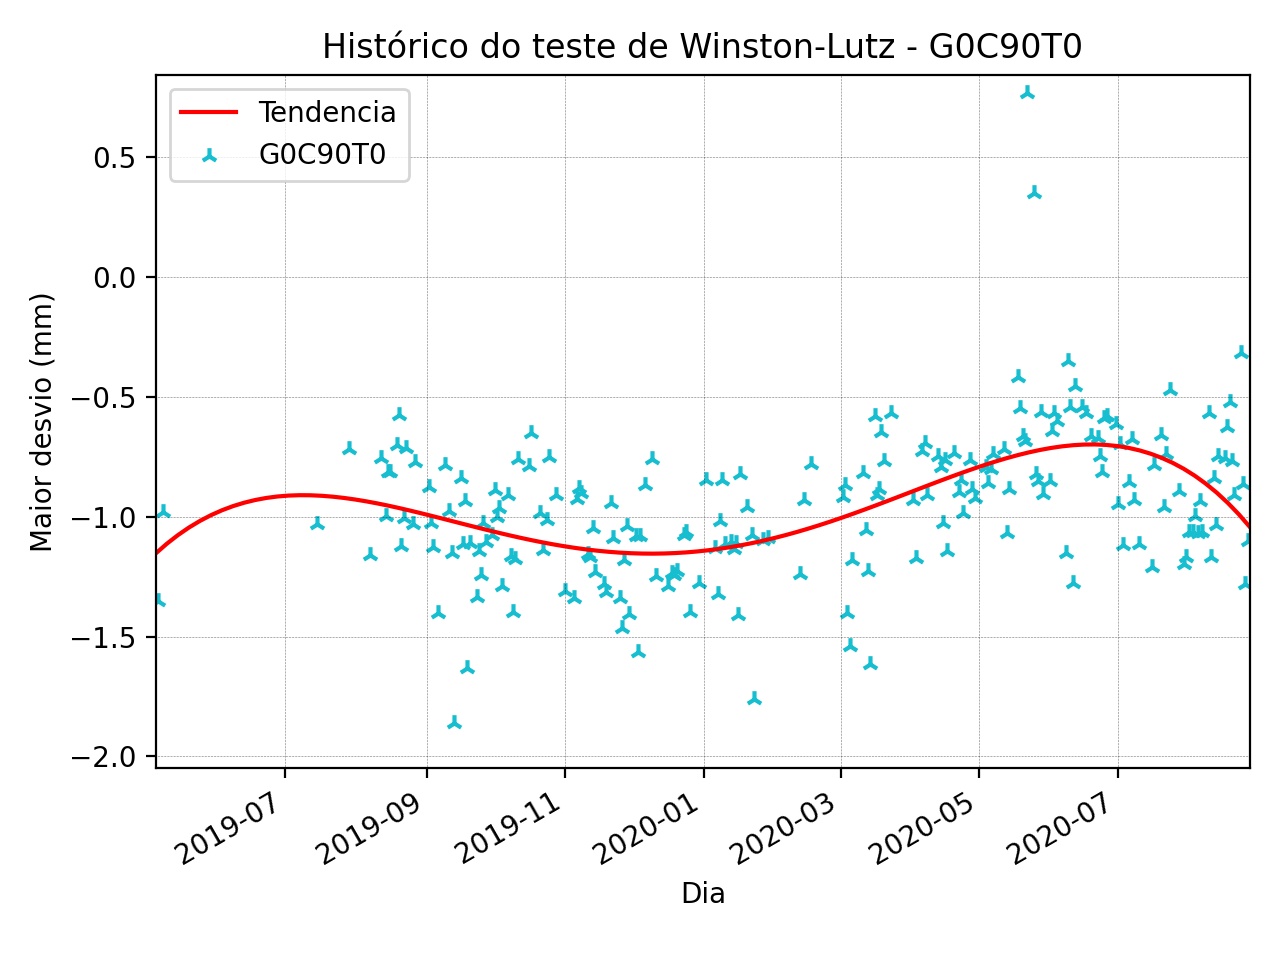 Histórico do teste de Winston-Lutz - G0C90T0
Tendencia
G0C90T0
Maior desvio (mm)
0.5
0.0
−0.5
−1.0
−1.5
−2.0
2019-07
2019-09
2019-11
2020-01
2020-03
2020-05
2020-07
Dia